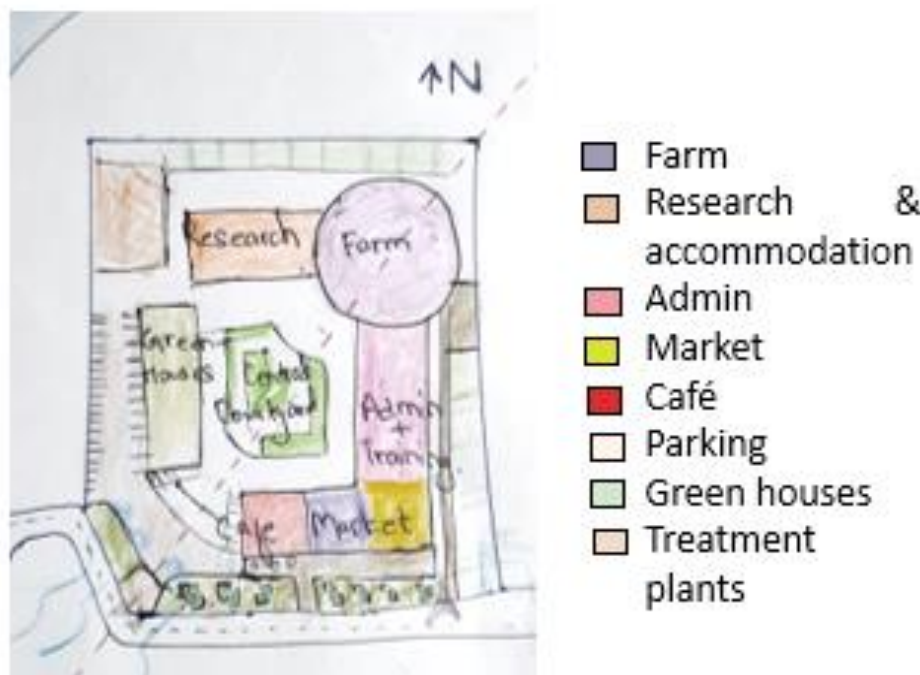 ↑N
Research
Farm
Green
Houses
Central
Courtyard
Admin
+
Train
Cafe
Market
Farm
Research &
accommodation
Admin
Market
Café
Parking
Green houses
Treatment
plants